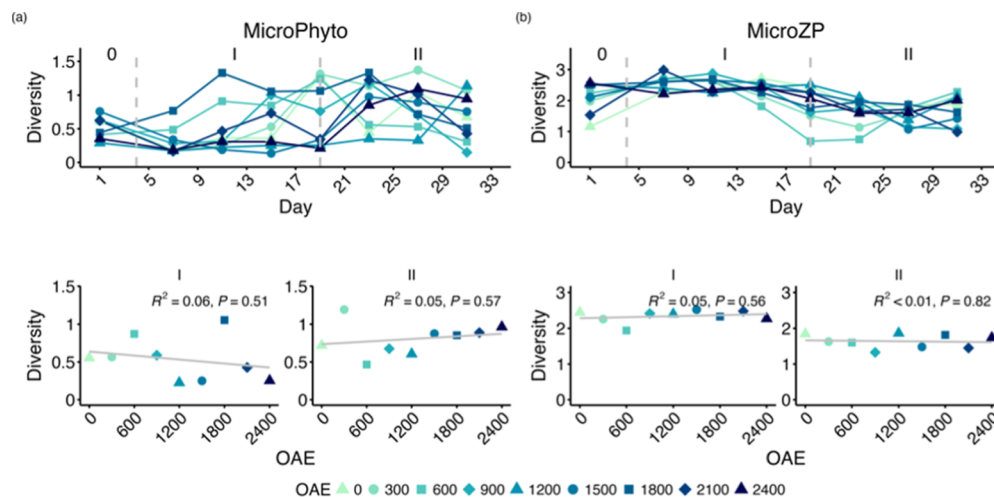 (a)
MicroPhyto
0 I II
1.5
1
0.5
0
Diversity
1 5 9 13 17 21 25 29 33
Day
(b)
MicroZP
0 I II
3
2
1
0
Diversity
1 5 9 13 17 21 25 29 33
Day
I
R² = 0.06, P = 0.51
1.5
1
0.5
0
Diversity
0 600 1200 1800 2400
II
R² = 0.05, P = 0.57
1.5
1
0.5
0
0 600 1200 1800 2400
OAE
I
R² = 0.05, P = 0.56
3
2
1
0
Diversity
0 600 1200 1800 2400
II
R² < 0.01, P = 0.82
3
2
1
0
0 600 1200 1800 2400
OAE
OAE 0 300 600 900 1200 1500 1800 2100 2400